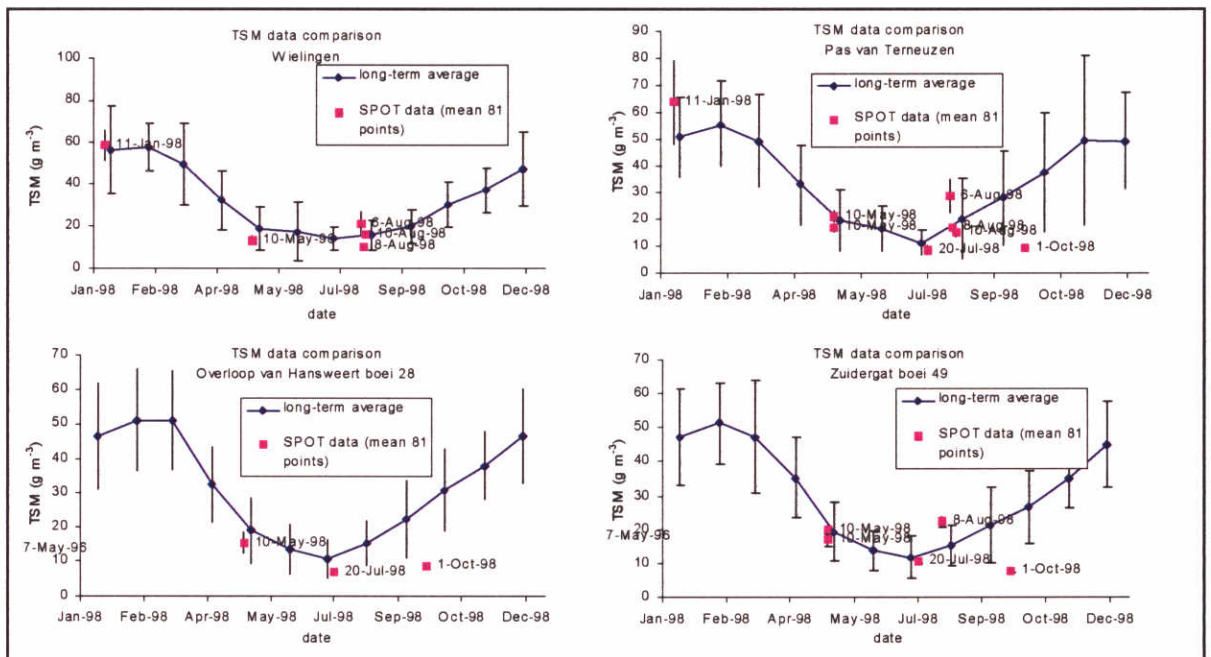 TSM data comparison
Wielingen
100
80
60
40
20
0
TSM (g m⁻³)
long-term average
SPOT data (mean 81
points)
11-Jan-98
10-May-98
6-Aug-98
10-Aug-98
8-Aug-98
Jan-98 Feb-98 Apr-98 May-98 Jul-98 Sep-98 Oct-98 Dec-98
date
TSM data comparison
Pas van Terneuzen
90
80
70
60
50
40
30
20
10
0
TSM (g m⁻³)
long-term average
SPOT data (mean 81
points)
11-Jan-98
10-May-98
10-May-98
6-Aug-98
8-Aug-98
10-Aug-98
20-Jul-98
1-Oct-98
Jan-98 Feb-98 Apr-98 May-98 Jul-98 Sep-98 Oct-98 Dec-98
date
TSM data comparison
Overloop van Hansweert boei 28
70
60
50
40
30
20
10
0
TSM (g m⁻³)
long-term average
SPOT data (mean 81
points)
7-May-96
10-May-98
20-Jul-98
1-Oct-98
Jan-98 Feb-98 Apr-98 May-98 Jul-98 Sep-98 Oct-98 Dec-98
date
TSM data comparison
Zuidergat boei 49
70
60
50
40
30
20
10
0
TSM (g m⁻³)
long-term average
SPOT data (mean 81
points)
7-May-96
10-May-98
10-May-98
8-Aug-98
20-Jul-98
1-Oct-98
Jan-98 Feb-98 Apr-98 May-98 Jul-98 Sep-98 Oct-98 Dec-98
date